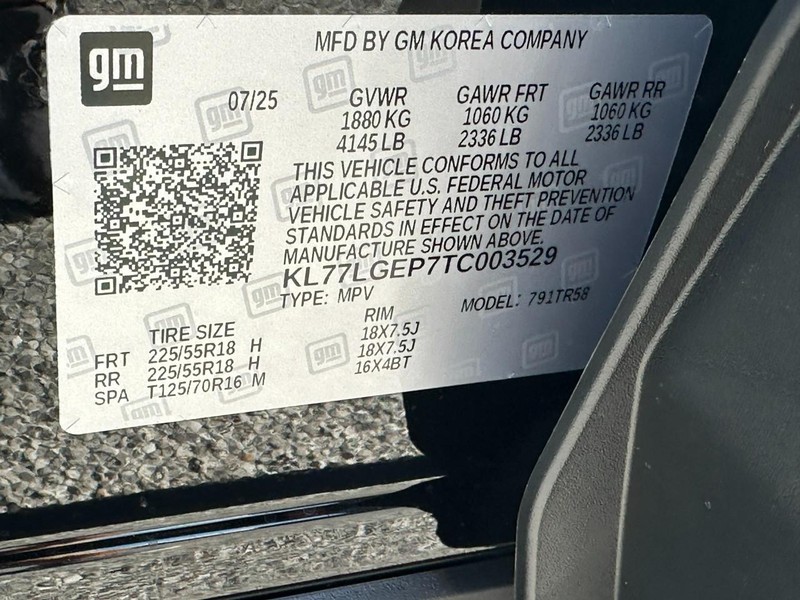 gm
MFD BY GM KOREA COMPANY
07/25
GVWR GAWR FRT GAWR RR
1880 KG 1060 KG 1060 KG
4145 LB 2336 LB 2336 LB
THIS VEHICLE CONFORMS TO ALL
APPLICABLE U.S. FEDERAL MOTOR
VEHICLE SAFETY AND THEFT PREVENTION
STANDARDS IN EFFECT ON THE DATE OF
MANUFACTURE SHOWN ABOVE.
KL77LGEP7TC003529
TYPE: MPV MODEL: 791TR58
TIRE SIZE RIM
FRT 225/55R18 H 18X7.5J
RR 225/55R18 H 18X7.5J
SPA T125/70R16 M 16X4BT